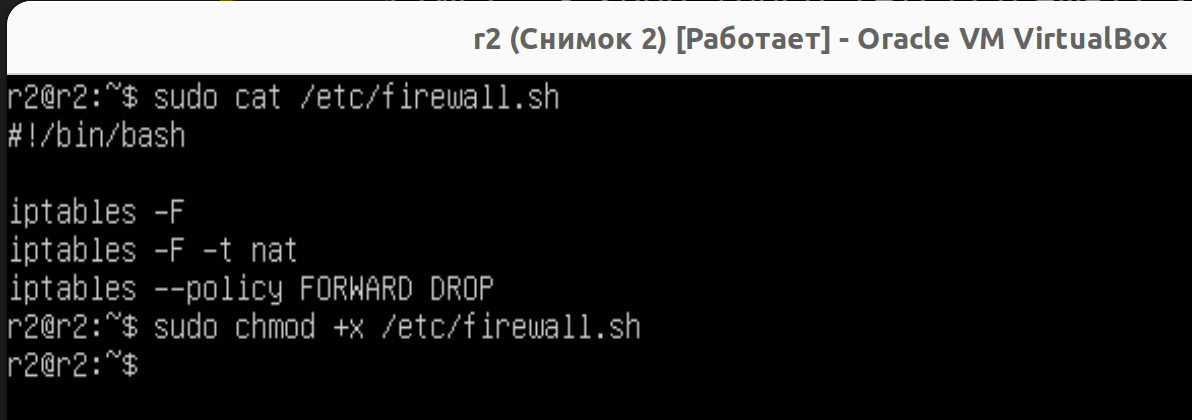 r2 (Снимок 2) [Работает] - Oracle VM VirtualBox
r2@r2:~$ sudo cat /etc/firewall.sh
#!/bin/bash
iptables -F
iptables -F -t nat
iptables --policy FORWARD DROP
r2@r2:~$ sudo chmod +x /etc/firewall.sh
r2@r2:~$